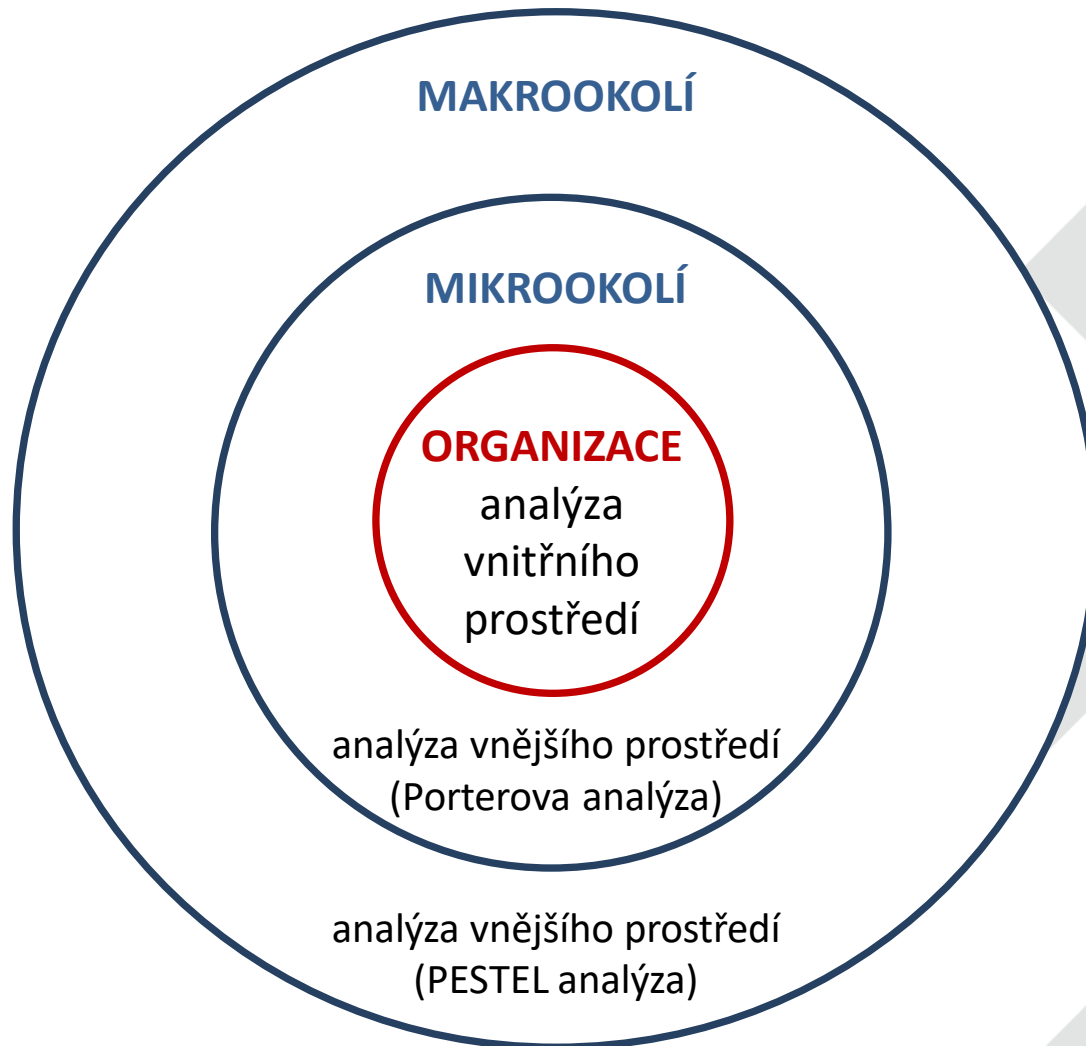 MAKROOKOLÍ
MIKROOKOLÍ
ORGANIZACE
analýza
vnitřního
prostředí
analýza vnějšího prostředí
(Porterova analýza)
analýza vnějšího prostředí
(PESTEL analýza)